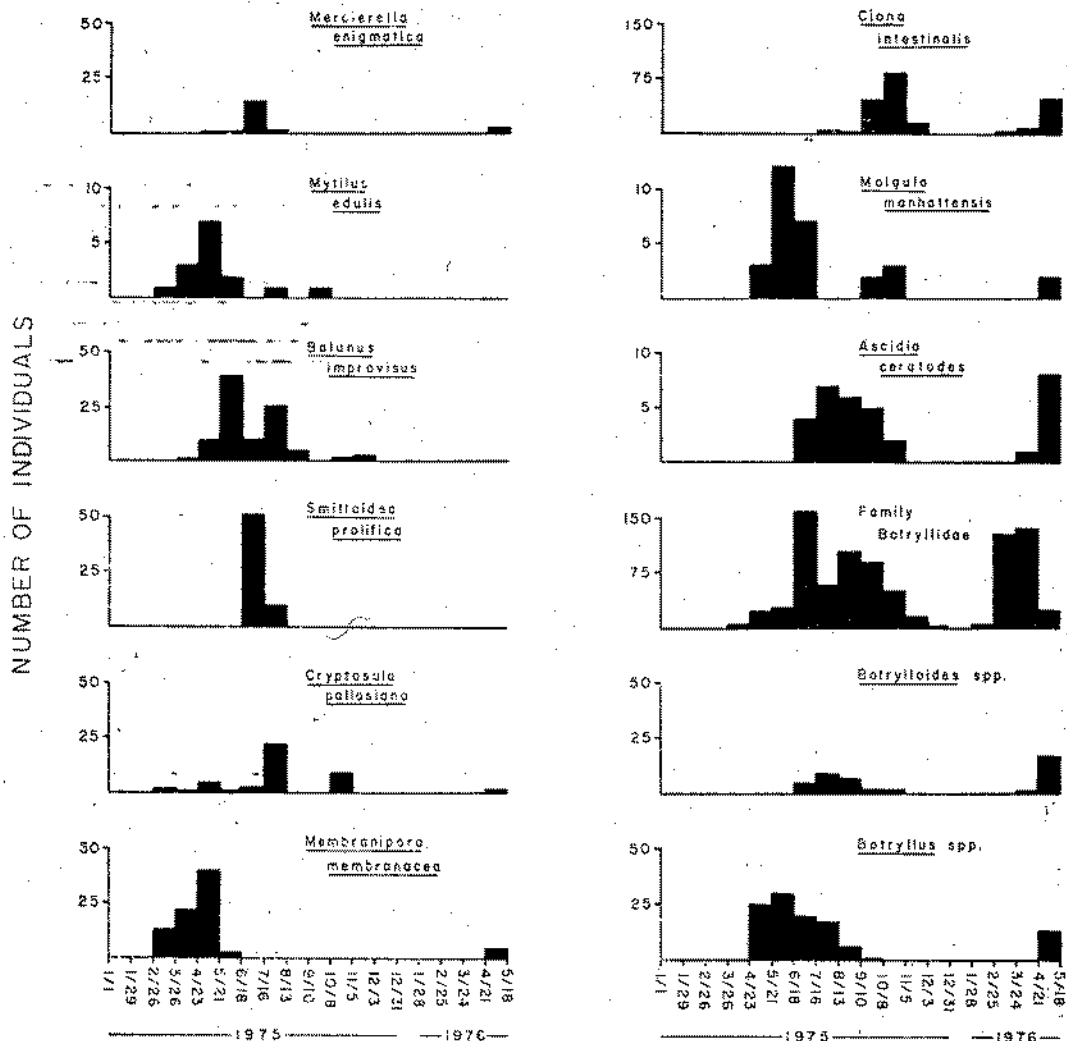 NUMBER OF INDIVIDUALS
50
25
Mercierella
enigmatica
10
5
Mytilus
edulis
50
25
Balanus
improvisus
50
25
Smittoidea
prolifica
50
25
Cryptosula
pallasiana
50
25
Membranipora
membranacea
1/1
1/29
2/26
3/26
4/23
5/21
6/18
7/16
8/13
9/10
10/8
11/5
12/3
12/31
1/28
2/25
3/24
4/21
5/18
1975
1976
150
75
Ciona
intestinalis
10
5
Molgula
manhattensis
10
5
Ascidia
ceratodes
150
75
Family
Botryllidae
50
25
Botrylloides spp.
50
25
Botryllus spp.
1/1
1/29
2/26
3/26
4/23
5/21
6/18
7/16
8/13
9/10
10/8
11/5
12/3
12/31
1/28
2/25
3/24
4/21
5/18
1975
1976